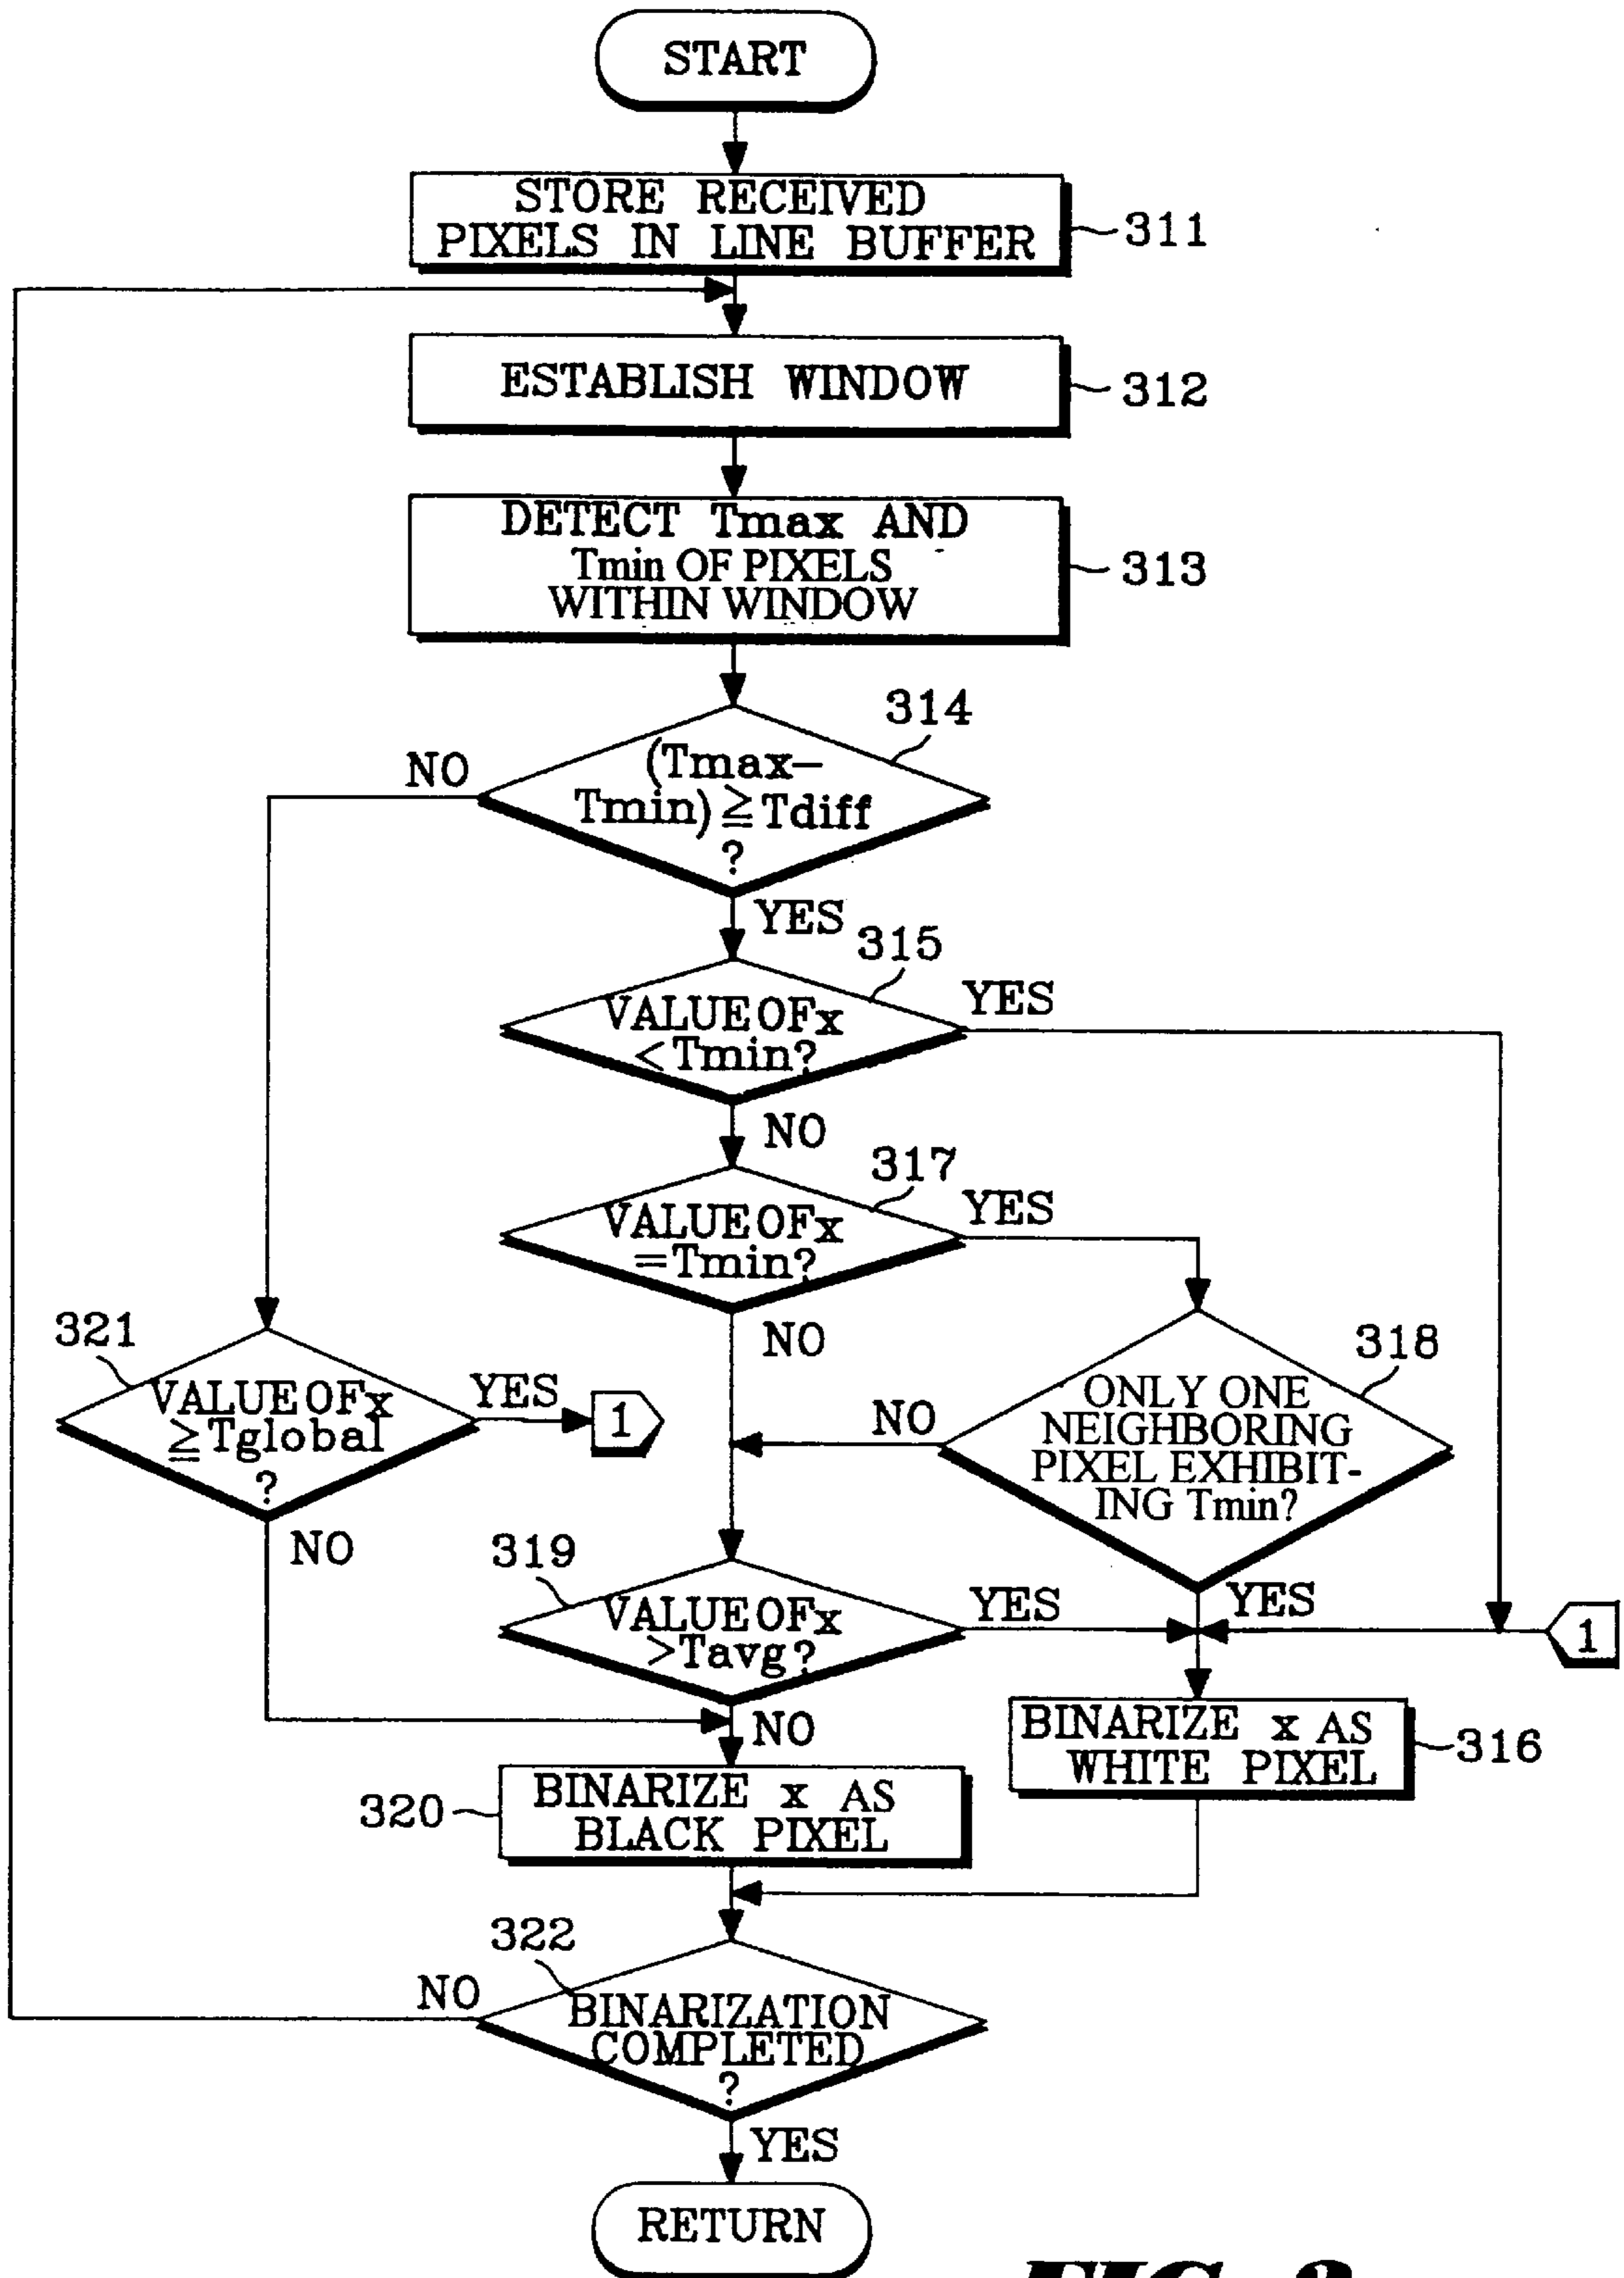 START
STORE RECEIVED
PIXELS IN LINE BUFFER
311
ESTABLISH WINDOW
312
DETECT Tmax AND
Tmin OF PIXELS
WITHIN WINDOW
313
314
NO
(Tmax-
Tmin)≧Tdiff
?
YES
315
VALUE OF x
<Tmin?
YES
NO
317
VALUE OF x
=Tmin?
YES
NO
321
VALUE OF x
≧Tglobal
?
YES
1
NO
318
ONLY ONE
NEIGHBORING
PIXEL EXHIBIT-
ING Tmin?
NO
YES
319
VALUE OF x
>Tavg?
YES
1
NO
BINARIZE x AS
WHITE PIXEL
316
320
BINARIZE x AS
BLACK PIXEL
322
NO
BINARIZATION
COMPLETED
?
YES
RETURN